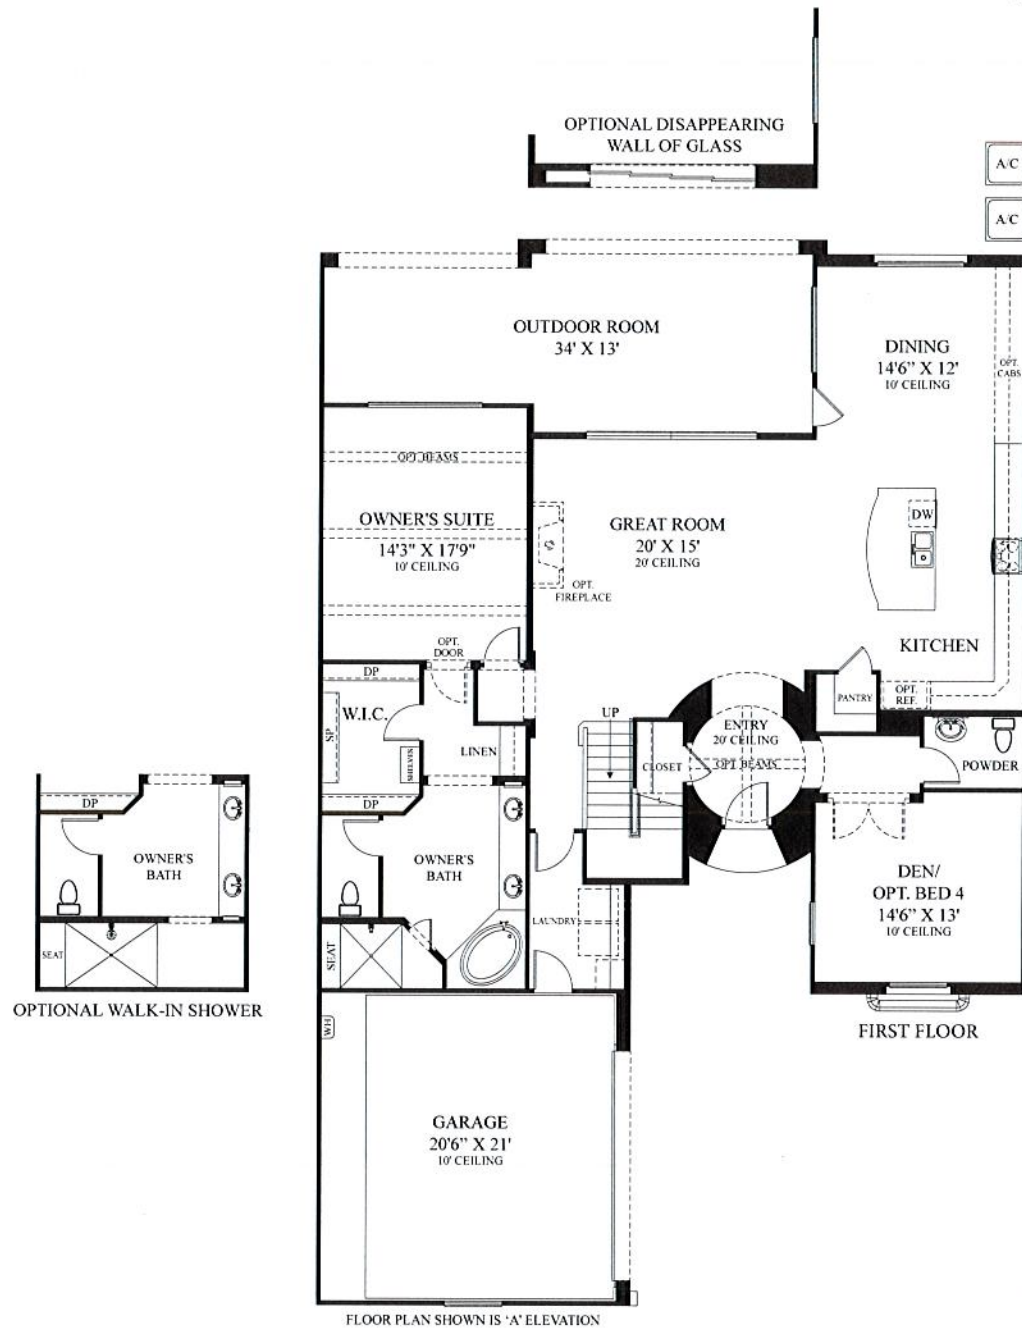 OPTIONAL DISAPPEARING
WALL OF GLASS
A/C
A/C
OUTDOOR ROOM
34' X 13'
DINING
14'6" X 12'
10' CEILING
OPT.
CABS
OPT. BEAMS
OWNER'S SUITE
14'3" X 17'9"
10' CEILING
GREAT ROOM
20' X 15'
20' CEILING
DW
OPT.
FIREPLACE
OPT.
DOOR
KITCHEN
DP
W.I.C.
SP
SHELVES
LINEN
DP
UP
CLOSET
ENTRY
20' CEILING
OPT. BEAMS
PANTRY
OPT.
REF.
POWDER
DP
OWNER'S
BATH
SEAT
OPTIONAL WALK-IN SHOWER
OWNER'S
BATH
SEAT
LAUNDRY
DEN/
OPT. BED 4
14'6" X 13'
10' CEILING
FIRST FLOOR
WH
GARAGE
20'6" X 21'
10' CEILING
FLOOR PLAN SHOWN IS 'A' ELEVATION